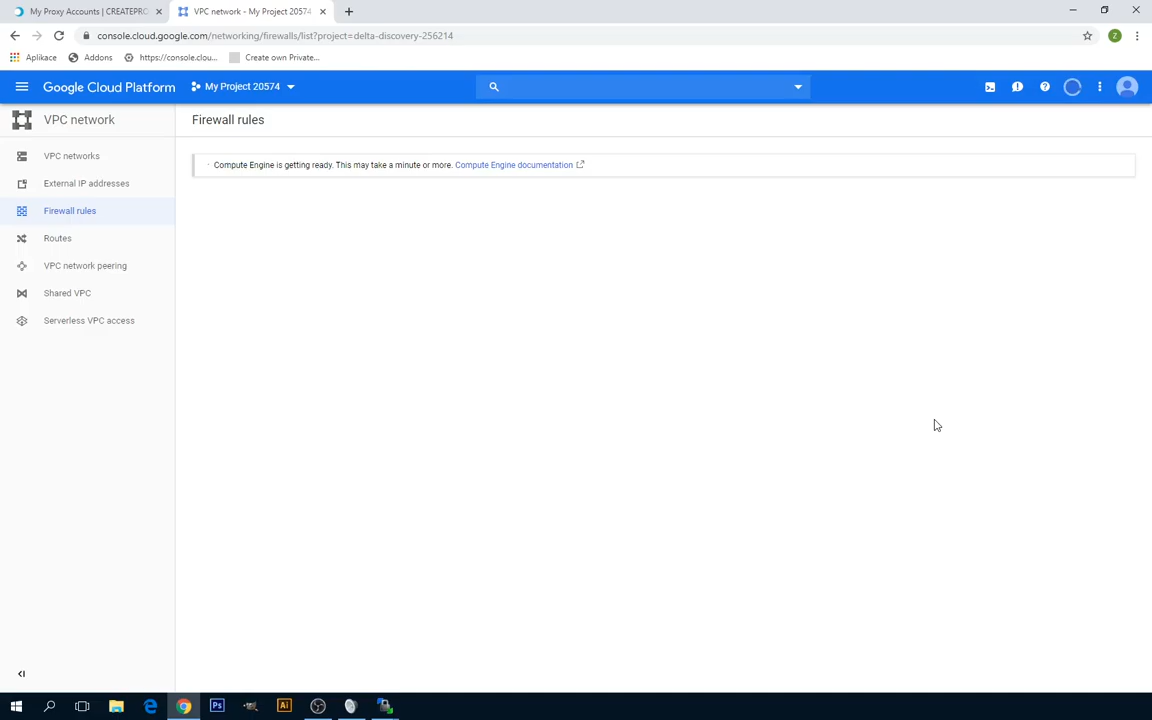 My Proxy Accounts | CREATEPRO
VPC network - My Project 20574
console.cloud.google.com/networking/firewalls/list?project=delta-discovery-256214
Z
Aplikace
Addons
https://console.clou...
Create own Private...
Google Cloud Platform
My Project 20574
VPC network
Firewall rules
Compute Engine is getting ready. This may take a minute or more. Compute Engine documentation
VPC networks
External IP addresses
Firewall rules
Routes
VPC network peering
Shared VPC
Serverless VPC access
Ps
Ai